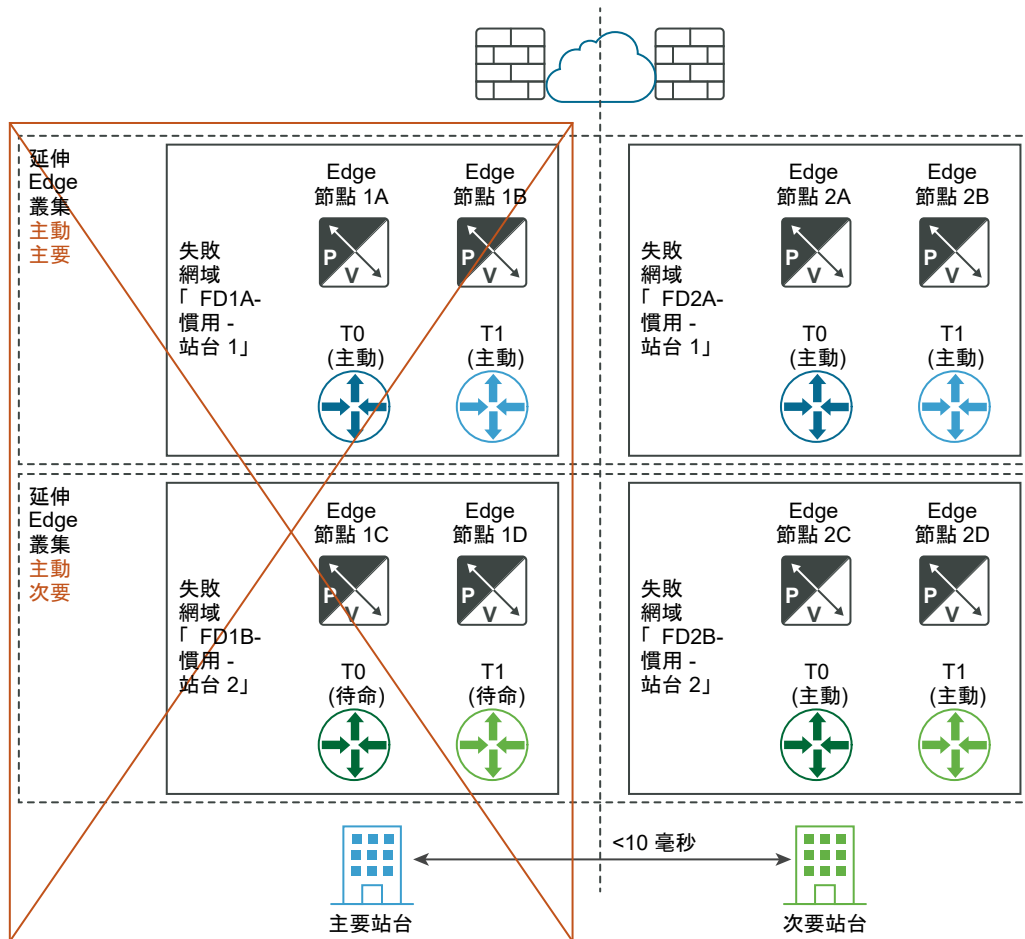 延伸
Edge
叢集
主動
主要
失敗
網域
「 FD1A-
慣用 -
站台 1」
Edge
節點 1A
P
V
T0
(主動)
Edge
節點 1B
P
V
T1
(主動)
失敗
網域
「 FD2A-
慣用 -
站台 1」
Edge
節點 2A
P
V
T0
(主動)
Edge
節點 2B
P
V
T1
(主動)
延伸
Edge
叢集
主動
次要
失敗
網域
「 FD1B-
慣用 -
站台 2」
Edge
節點 1C
P
V
T0
(待命)
Edge
節點 1D
P
V
T1
(待命)
失敗
網域
「 FD2B-
慣用 -
站台 2」
Edge
節點 2C
P
V
T0
(主動)
Edge
節點 2D
P
V
T1
(主動)
<10 毫秒
主要站台
次要站台